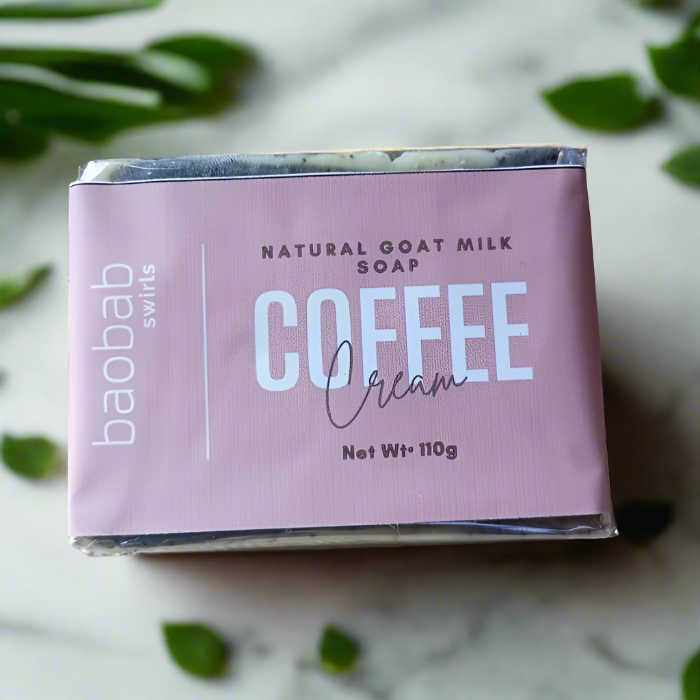 baobab
swirls
NATURAL GOAT MILK
SOAP
COFFEE
Cream
Net Wt. 110g